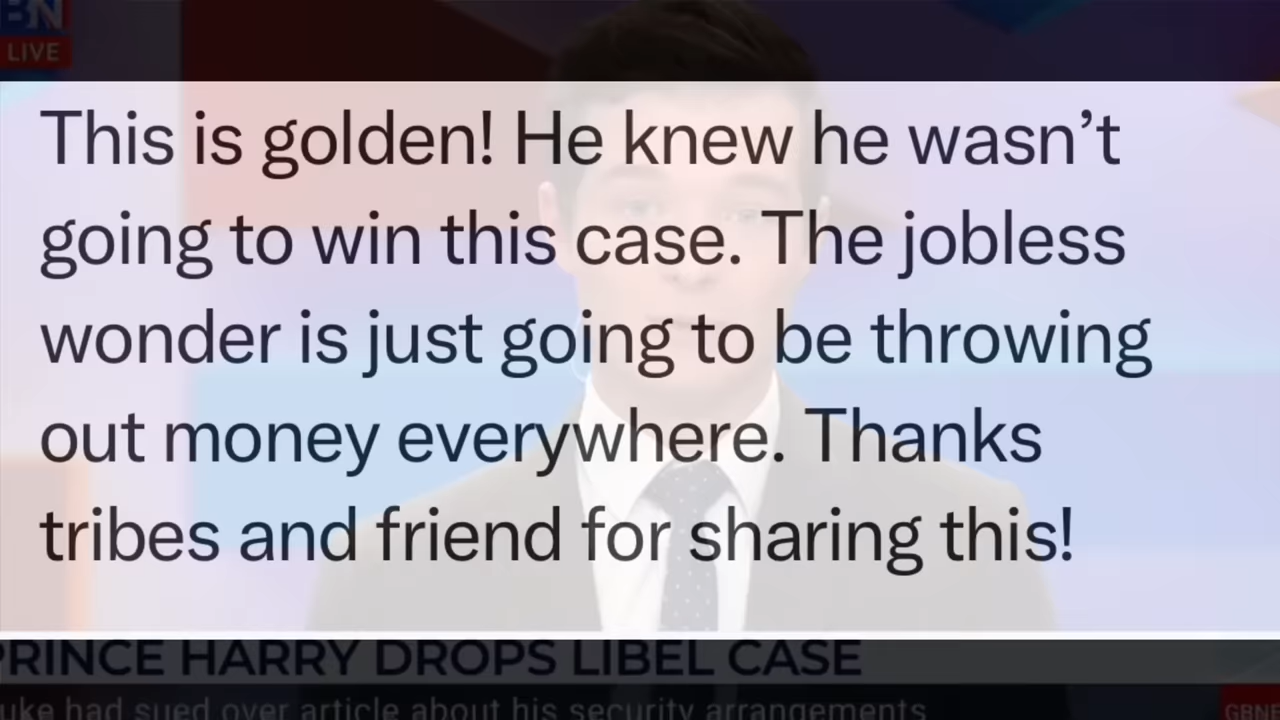 BN
LIVE
This is golden! He knew he wasn’t
going to win this case. The jobless
wonder is just going to be throwing
out money everywhere. Thanks
tribes and friend for sharing this!
PRINCE HARRY DROPS LIBEL CASE
uke had sued over article about his security arrangements
GBNE